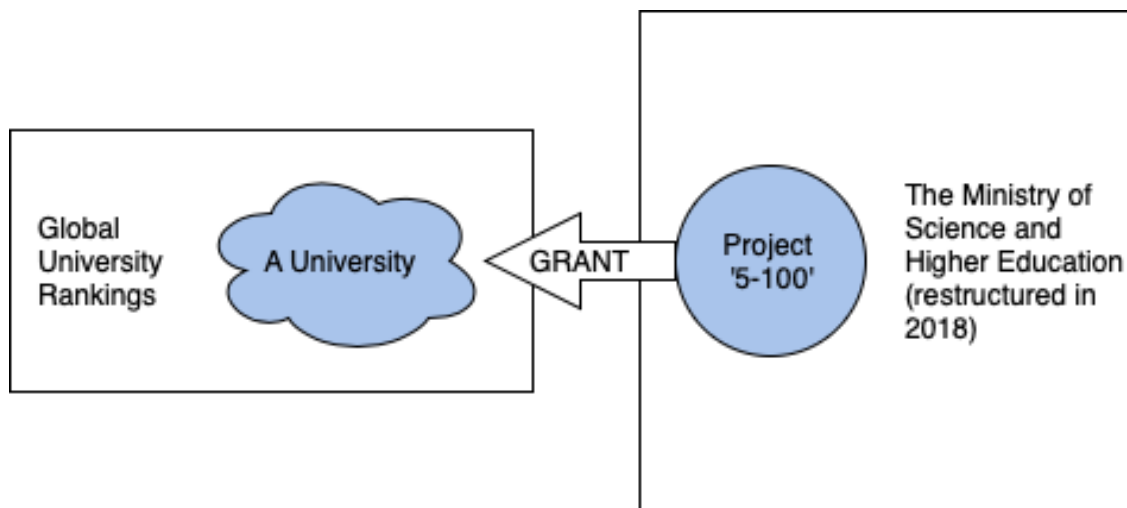 Global
University
Rankings
A University
GRANT
Project
'5-100'
The Ministry of
Science and
Higher Education
(restructured in
2018)